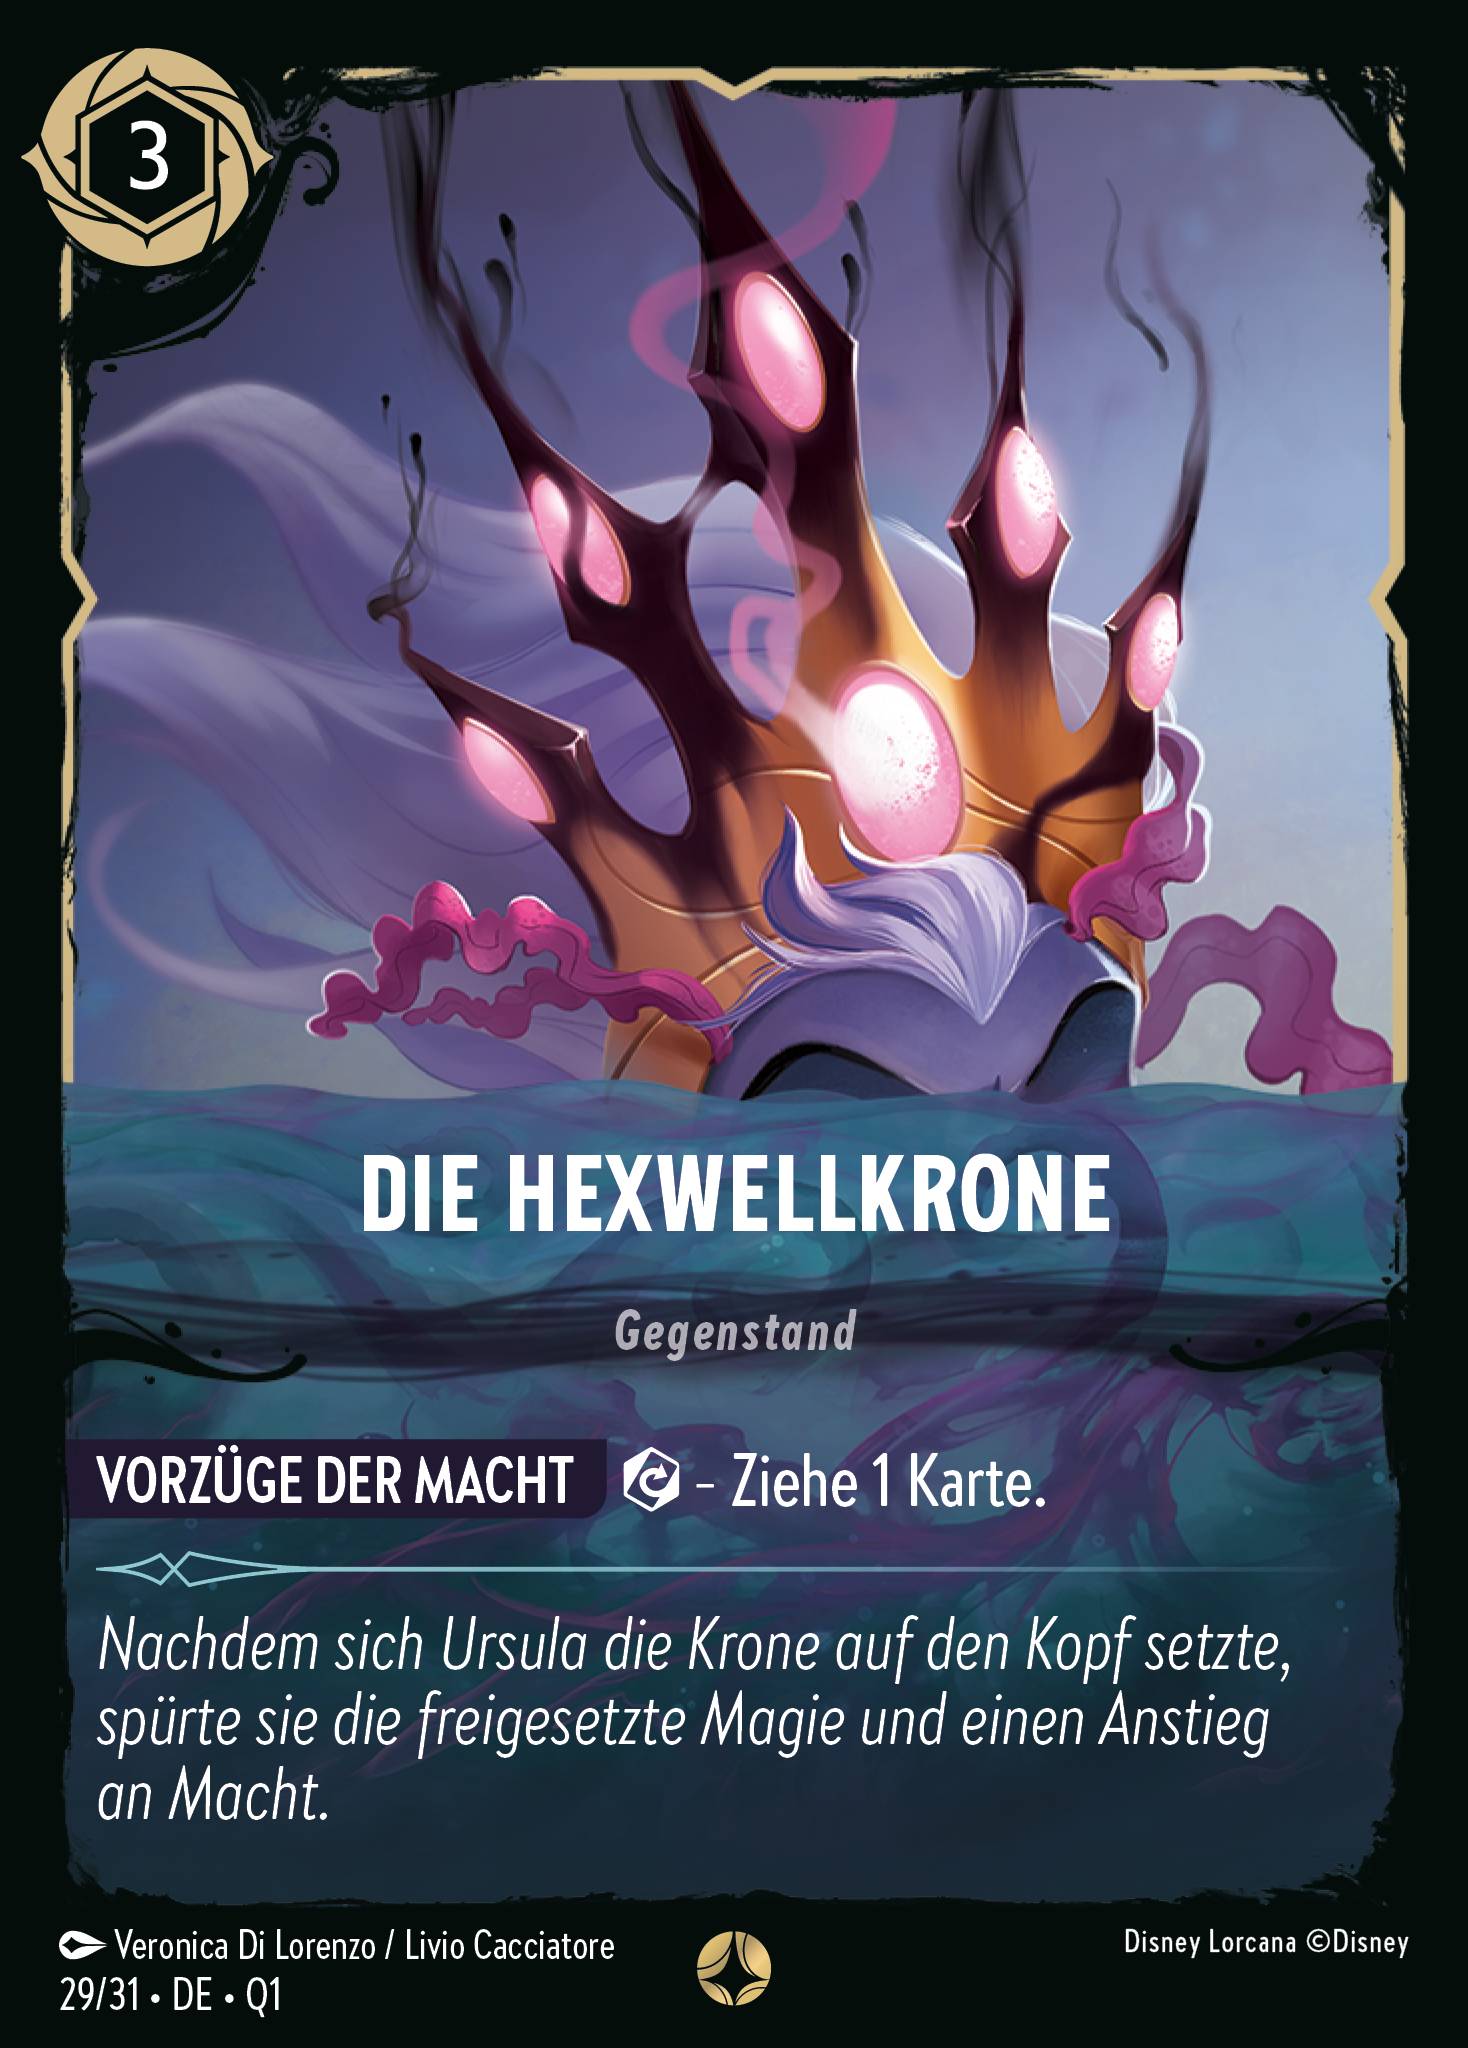 3
DIE HEXWELLKRONE
Gegenstand
VORZÜGE DER MACHT – Ziehe 1 Karte.
Nachdem sich Ursula die Krone auf den Kopf setzte,
spürte sie die freigesetzte Magie und einen Anstieg
an Macht.
Veronica Di Lorenzo / Livio Cacciatore
Disney Lorcana ©Disney
29/31 • DE • Q1